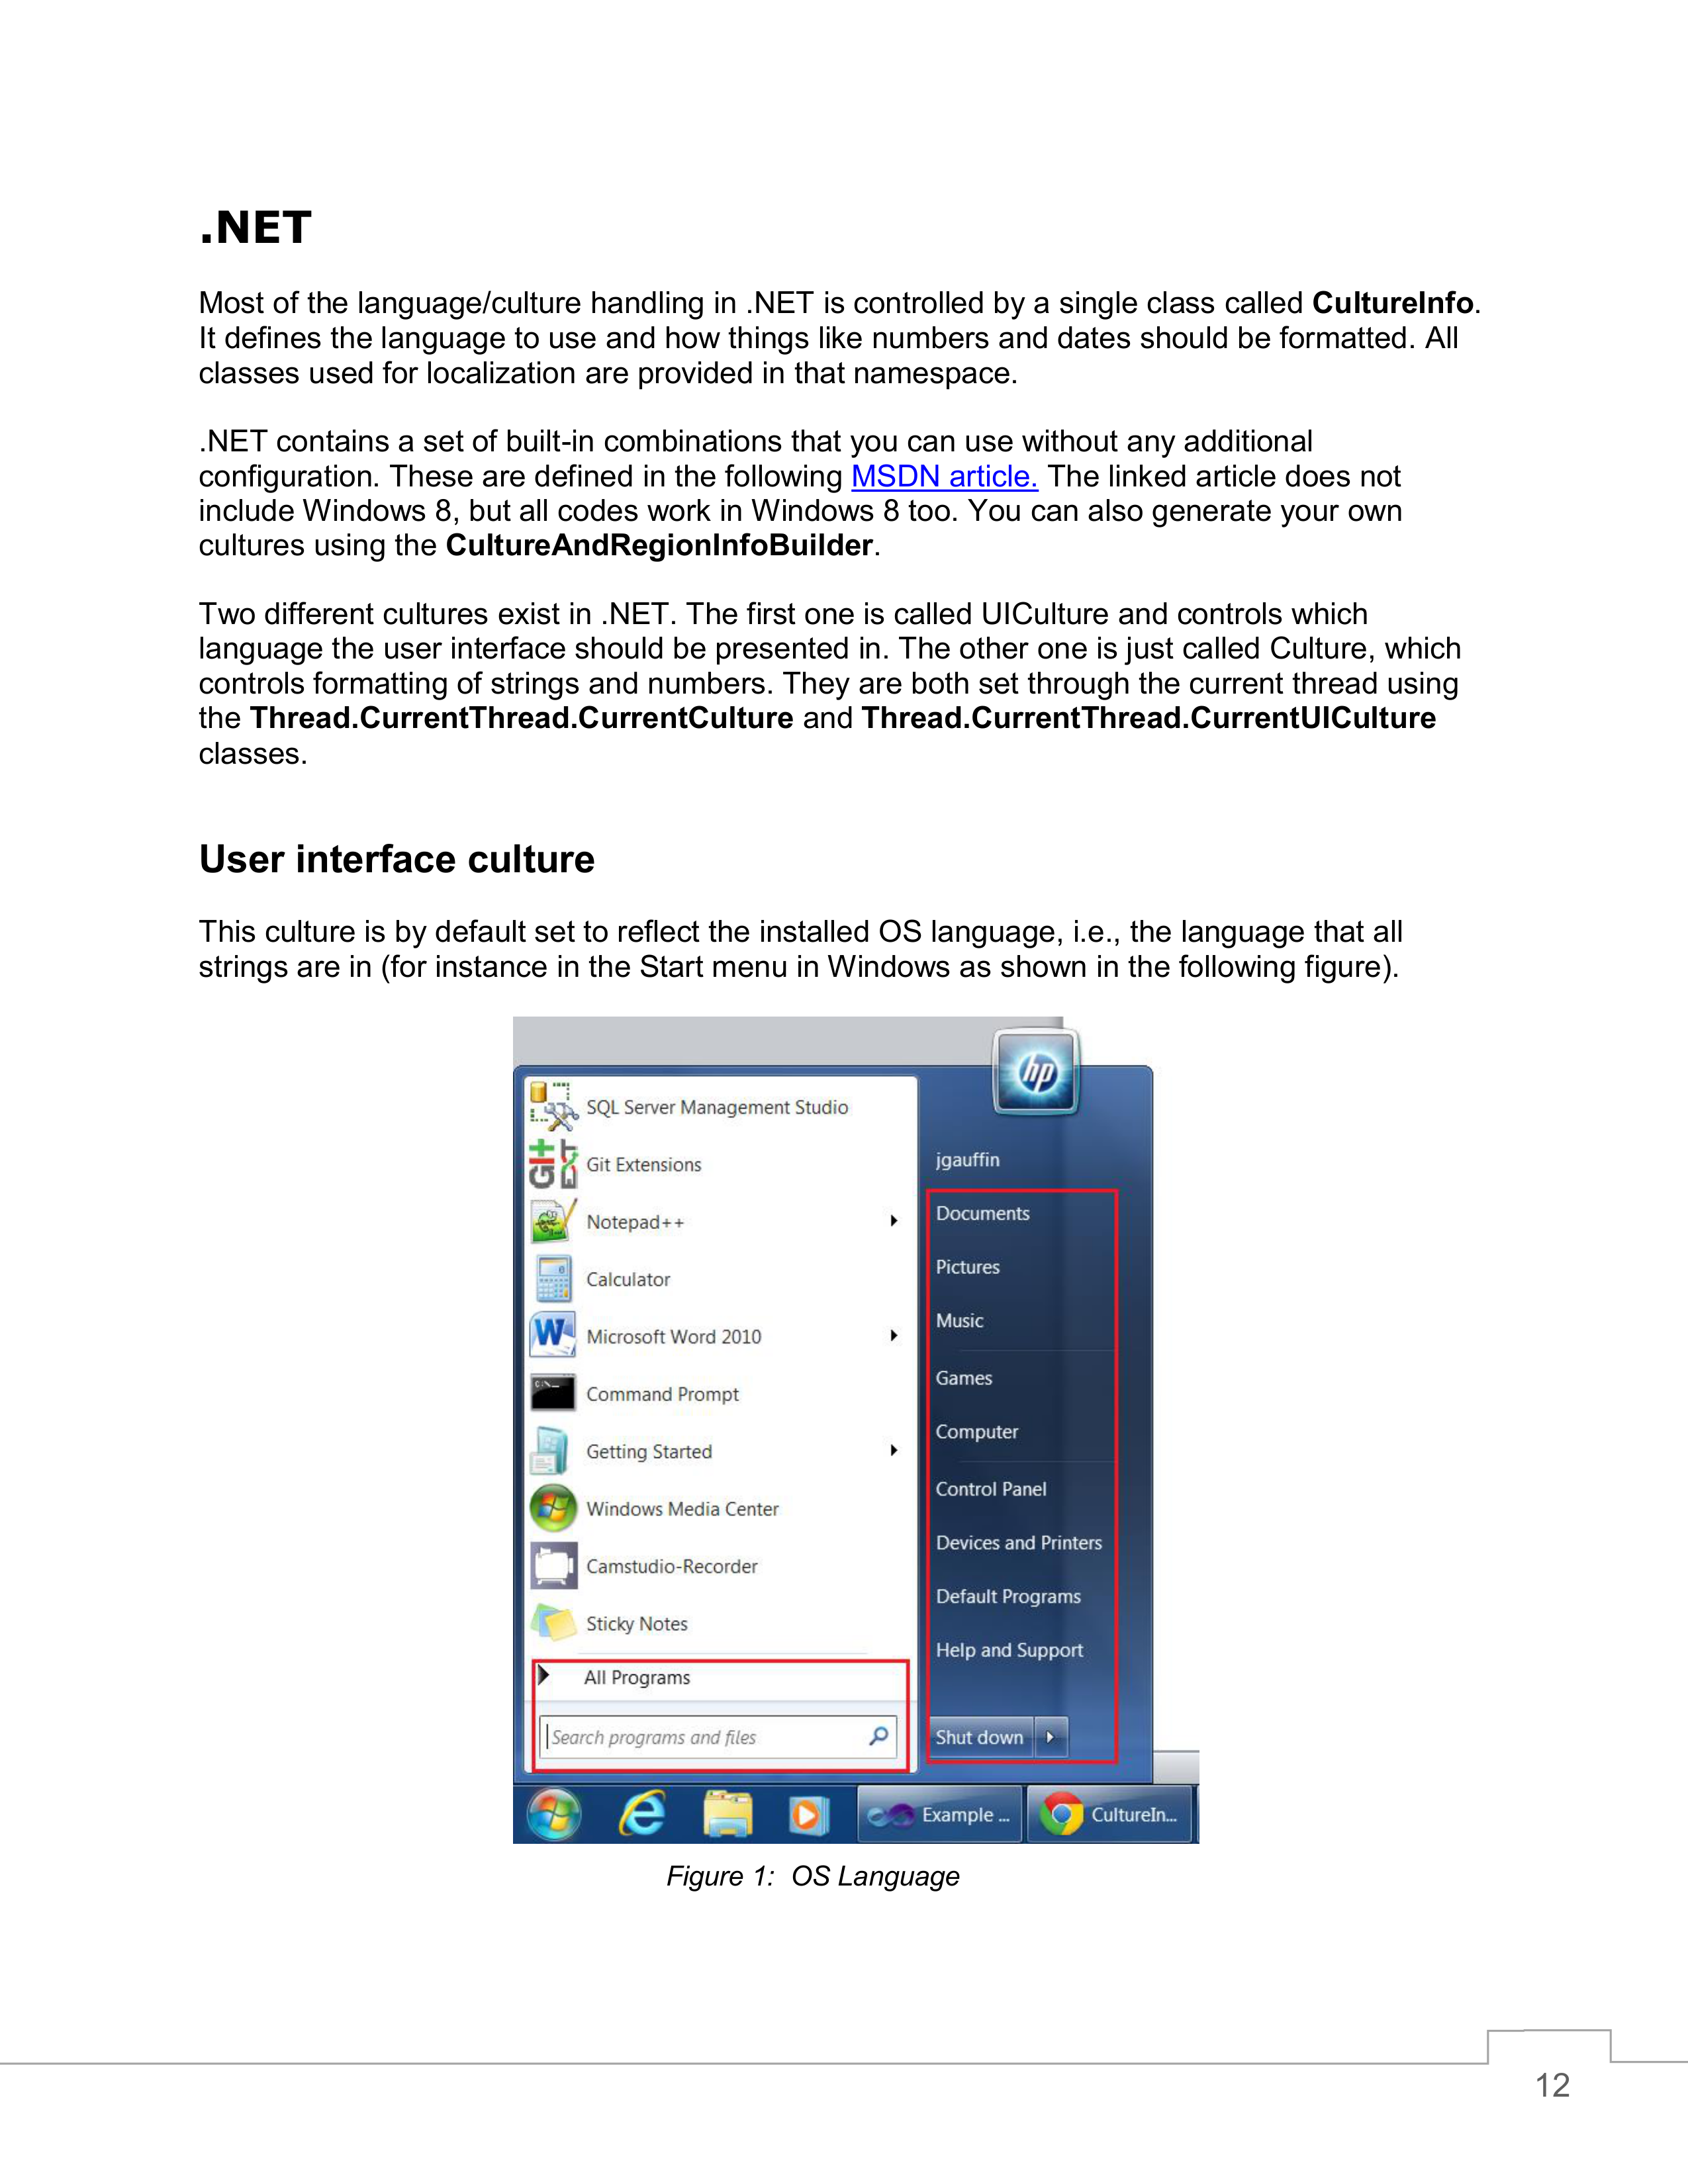 .NET
Most of the language/culture handling in .NET is controlled by a single class called CultureInfo.
It defines the language to use and how things like numbers and dates should be formatted. All
classes used for localization are provided in that namespace.
.NET contains a set of built-in combinations that you can use without any additional
configuration. These are defined in the following MSDN article. The linked article does not
include Windows 8, but all codes work in Windows 8 too. You can also generate your own
cultures using the CultureAndRegionInfoBuilder.
Two different cultures exist in .NET. The first one is called UICulture and controls which
language the user interface should be presented in. The other one is just called Culture, which
controls formatting of strings and numbers. They are both set through the current thread using
the Thread.CurrentThread.CurrentCulture and Thread.CurrentThread.CurrentUICulture
classes.
User interface culture
This culture is by default set to reflect the installed OS language, i.e., the language that all
strings are in (for instance in the Start menu in Windows as shown in the following figure).
hp
SQL Server Management Studio
Git Extensions
Notepad++
Calculator
Microsoft Word 2010
Command Prompt
Getting Started
Windows Media Center
Camstudio-Recorder
Sticky Notes
All Programs
Search programs and files
jgauffin
Documents
Pictures
Music
Games
Computer
Control Panel
Devices and Printers
Default Programs
Help and Support
Shut down
Example ...
CultureIn...
Figure 1: OS Language
12